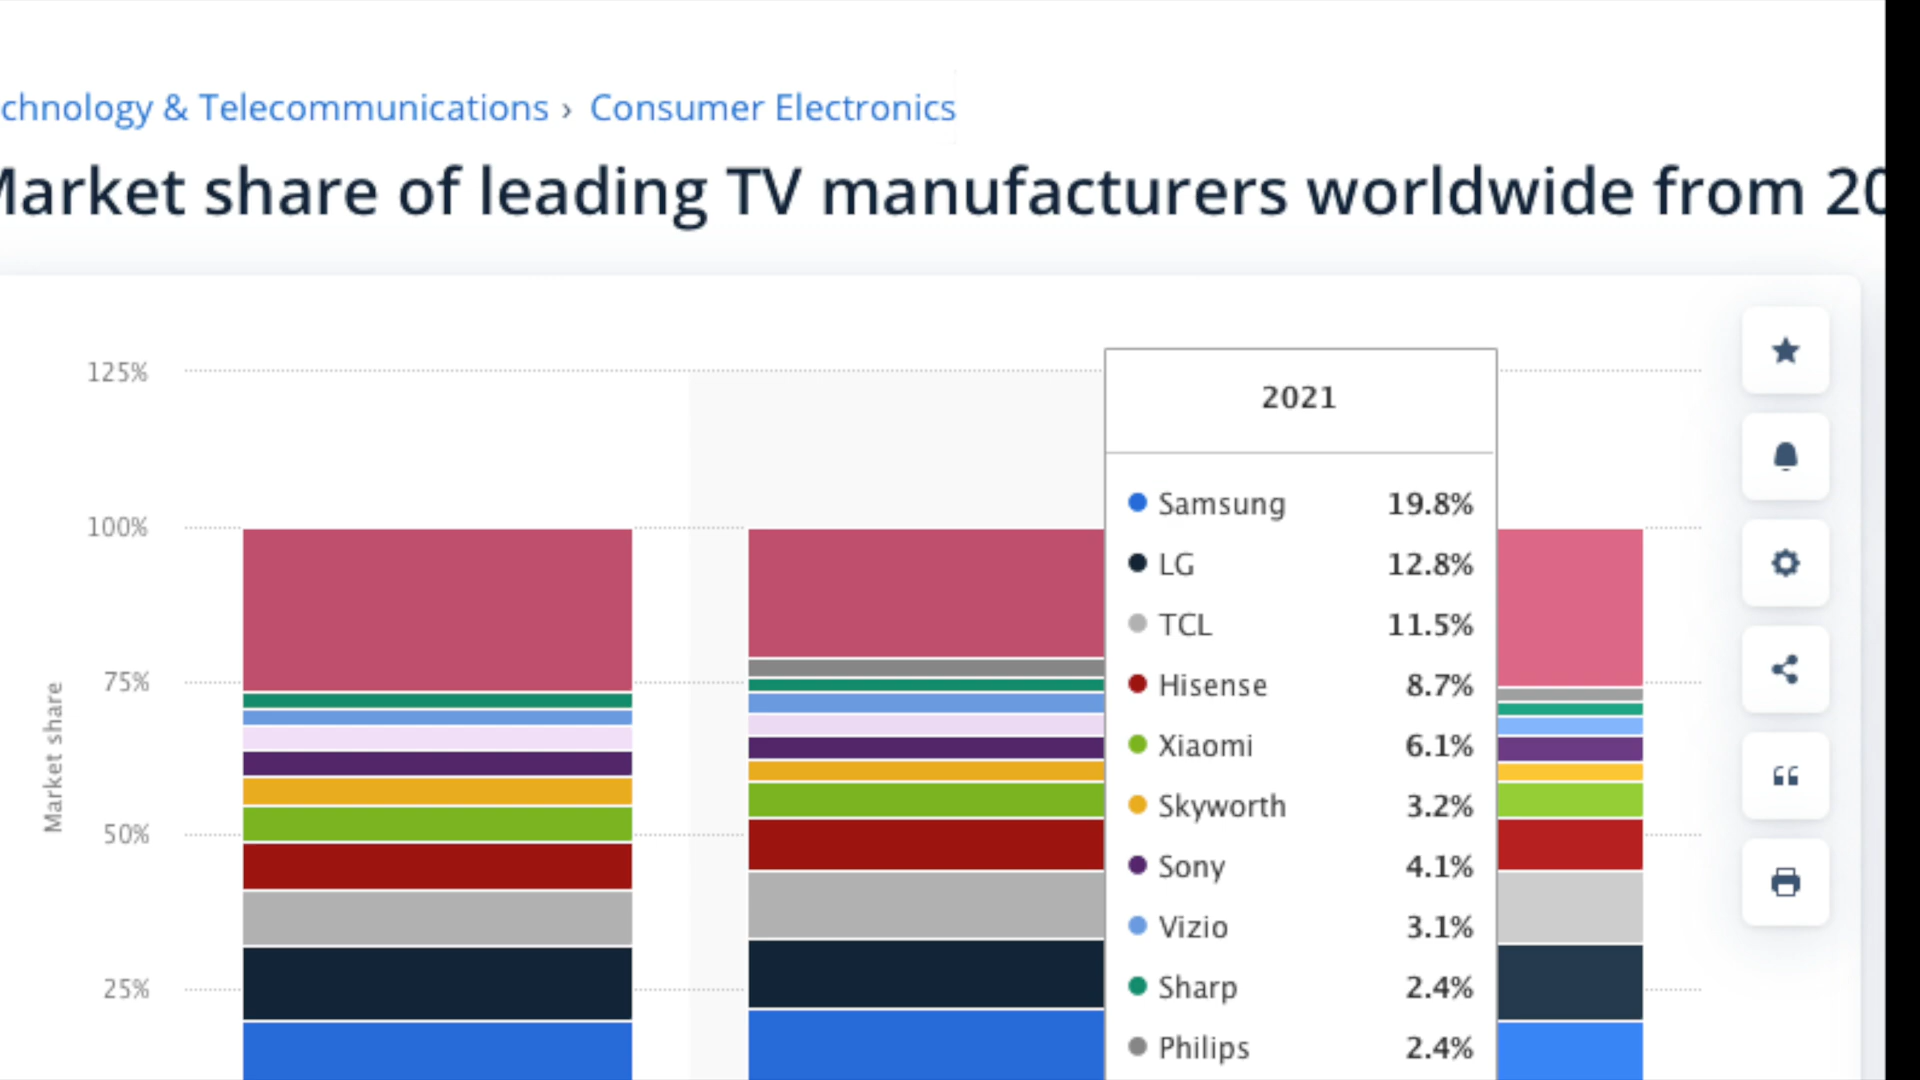 chnology & Telecommunications › Consumer Electronics
Market share of leading TV manufacturers worldwide from 20
125%
100%
75%
50%
25%
Market share
2021
Samsung 19.8%
LG 12.8%
TCL 11.5%
Hisense 8.7%
Xiaomi 6.1%
Skyworth 3.2%
Sony 4.1%
Vizio 3.1%
Sharp 2.4%
Philips 2.4%